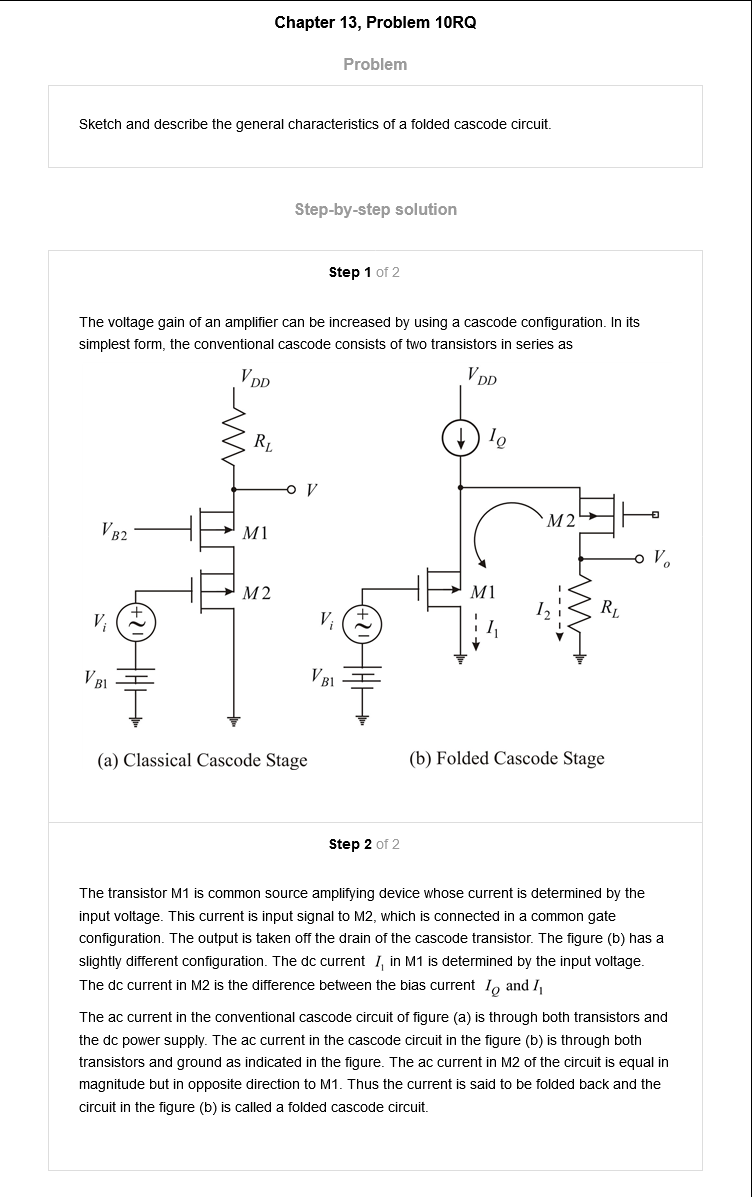 Chapter 13, Problem 10RQ
Problem
Sketch and describe the general characteristics of a folded cascode circuit.
Step-by-step solution
Step 1 of 2
The voltage gain of an amplifier can be increased by using a cascode configuration. In its
simplest form, the conventional cascode consists of two transistors in series as
V_DD
R_L
V
V_B2
M1
M2
V_i
V_B1
(a) Classical Cascode Stage
V_DD
I_Q
M2
V_o
M1
I_1
I_2
R_L
V_i
V_B1
(b) Folded Cascode Stage
Step 2 of 2
The transistor M1 is common source amplifying device whose current is determined by the
input voltage. This current is input signal to M2, which is connected in a common gate
configuration. The output is taken off the drain of the cascode transistor. The figure (b) has a
slightly different configuration. The dc current I_1 in M1 is determined by the input voltage.
The dc current in M2 is the difference between the bias current I_Q and I_1
The ac current in the conventional cascode circuit of figure (a) is through both transistors and
the dc power supply. The ac current in the cascode circuit in the figure (b) is through both
transistors and ground as indicated in the figure. The ac current in M2 of the circuit is equal in
magnitude but in opposite direction to M1. Thus the current is said to be folded back and the
circuit in the figure (b) is called a folded cascode circuit.